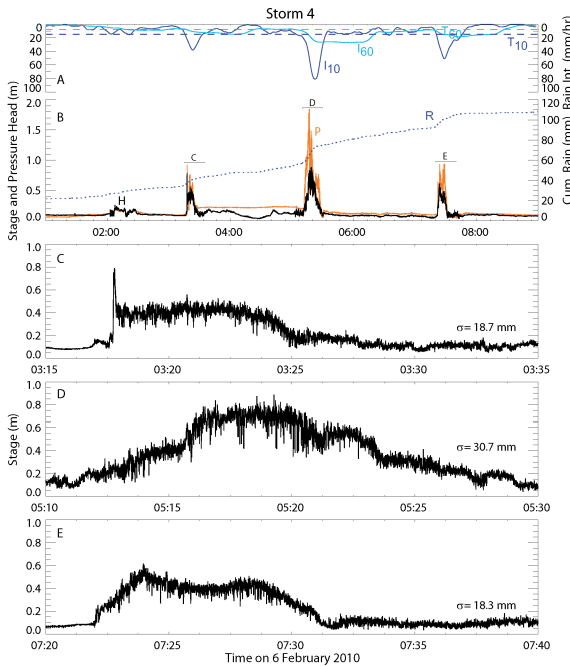 Storm 4
0
20
40
60
80
100
A
I10
I60
T60
T10
0
20
40
60
80
100
Rain Int. (mm/hr)
Stage and Pressure Head (m)
2.0
1.5
1.0
0.5
0.0
B
H
C
D
P
R
E
120
100
80
60
40
20
0
Cum. Rain (mm)
02:00 04:00 06:00 08:00
1.0
0.8
0.6
0.4
0.2
0.0
C
σ= 18.7 mm
03:15 03:20 03:25 03:30 03:35
Stage (m)
1.0
0.8
0.6
0.4
0.2
0.0
D
σ= 30.7 mm
05:10 05:15 05:20 05:25 05:30
1.0
0.8
0.6
0.4
0.2
0.0
E
σ= 18.3 mm
07:20 07:25 07:30 07:35 07:40
Time on 6 February 2010